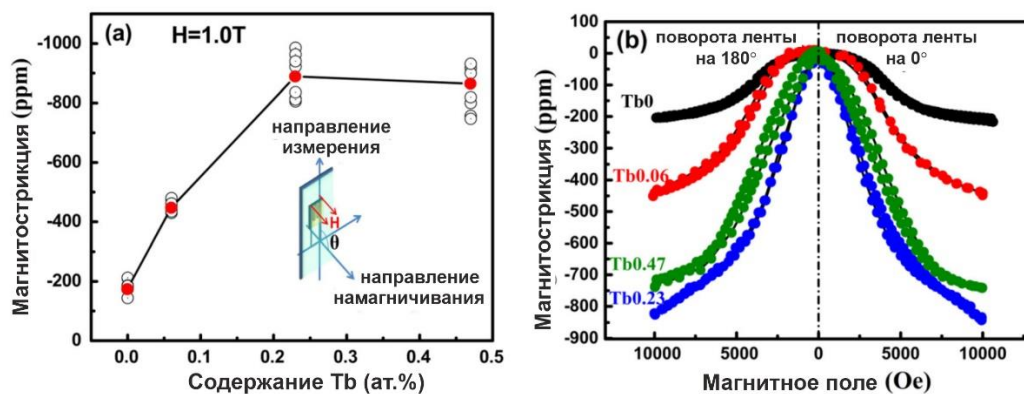 (a)
H=1.0T
Магнитострикция (ppm)
-1000
-800
-600
-400
-200
0
направление
измерения
H
θ
направление
намагничивания
0.0
0.1
0.2
0.3
0.4
0.5
Содержание Tb (ат.%)
(b)
поворота ленты
на 180°
поворота ленты
на 0°
Магнитострикция (ppm)
100
0
-100
-200
-300
-400
-500
-600
-700
-800
-900
Tb0
Tb0.06
Tb0.47
Tb0.23
10000
5000
0
5000
10000
Магнитное поле (Oe)